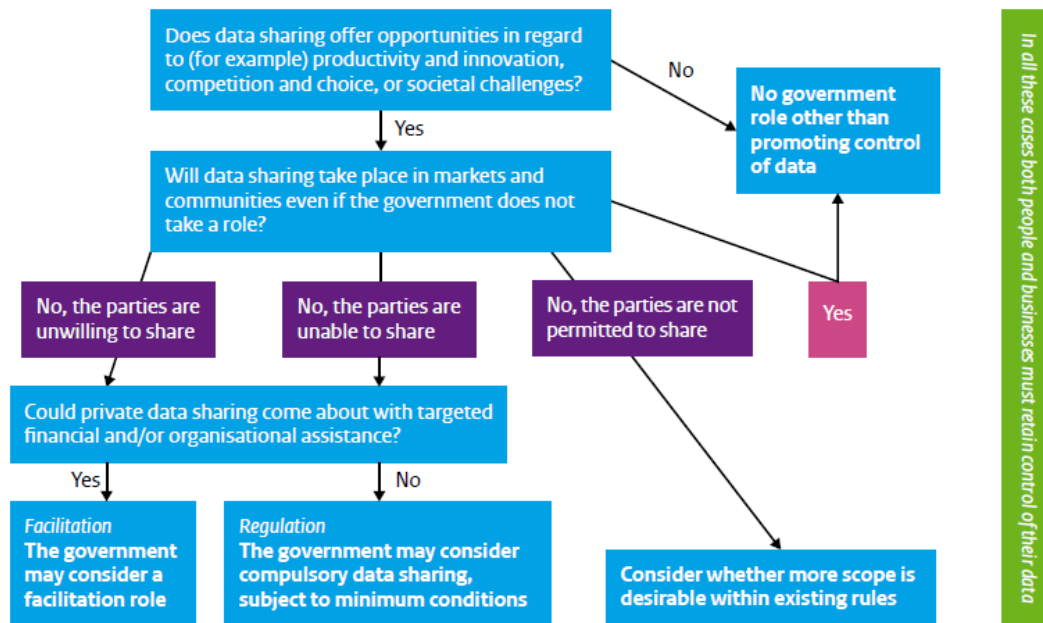 Does data sharing offer opportunities in regard
to (for example) productivity and innovation,
competition and choice, or societal challenges?
No
No government
role other than
promoting control
of data
Yes
Will data sharing take place in markets and
communities even if the government does not
take a role?
No, the parties are
unwilling to share
No, the parties are
unable to share
No, the parties are not
permitted to share
Yes
Could private data sharing come about with targeted
financial and/or organisational assistance?
Yes
No
Facilitation
The government
may consider a
facilitation role
Regulation
The government may consider
compulsory data sharing,
subject to minimum conditions
Consider whether more scope is
desirable within existing rules
In all these cases both people and businesses must retain control of their data